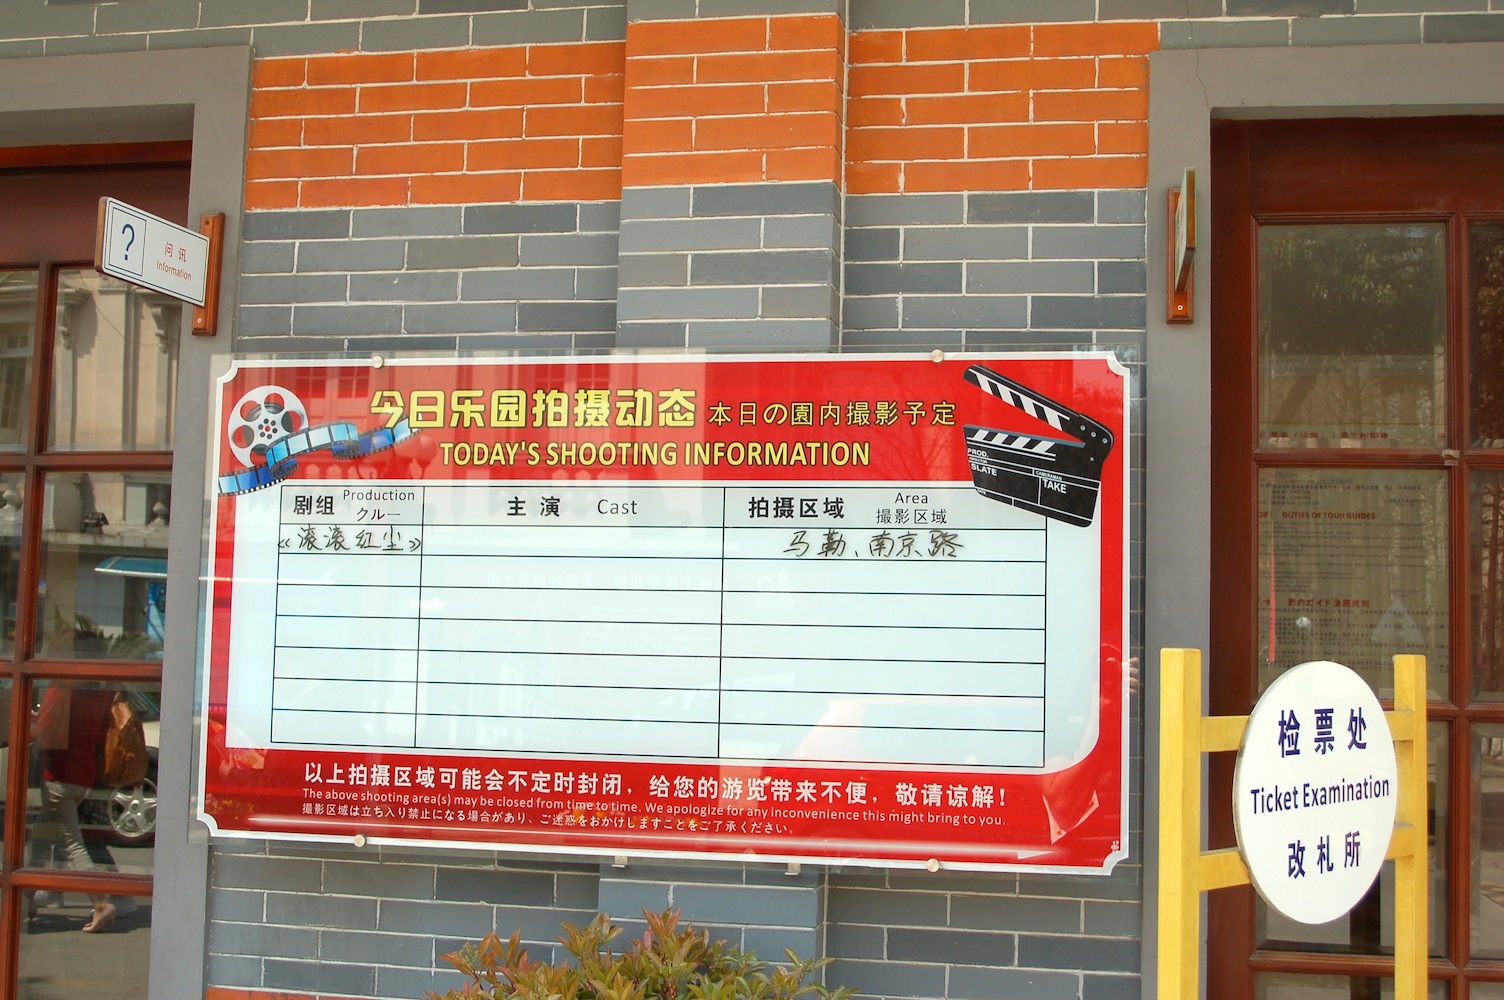 ?
问 讯
Information
今日乐园拍摄动态 本日の園内撮影予定
TODAY'S SHOOTING INFORMATION
PROD.
SLATE
TAKE
剧组 Production クルー
主 演 Cast
拍摄区域 Area 撮影区域
《滚滚红尘》
马勒、南京路
以上拍摄区域可能会不定时封闭，给您的游览带来不便，敬请谅解！
The above shooting area(s) may be closed from time to time. We apologize for any inconvenience this might bring to you.
撮影区域は立ち入り禁止になる場合があり、ご迷惑をおかけしますことをご了承ください。
DUTIES OF TOUR GUIDES
检票处
Ticket Examination
改札所